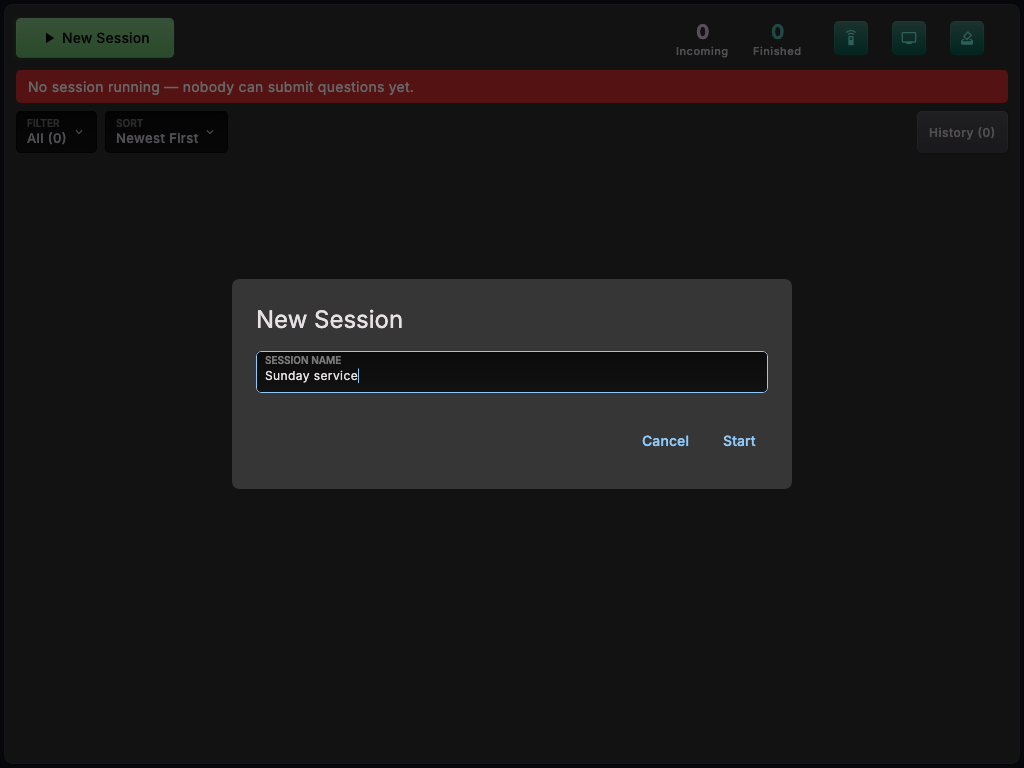 New Session
0
Incoming
0
Finished
No session running — nobody can submit questions yet.
FILTER
All (0)
SORT
Newest First
History (0)
New Session
SESSION NAME
Sunday service
Cancel
Start